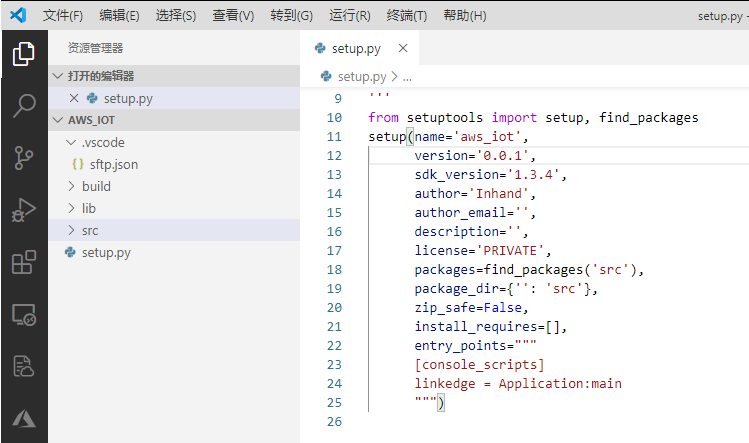 文件(F) 编辑(E) 选择(S) 查看(V) 转到(G) 运行(R) 终端(T) 帮助(H) setup.py -
资源管理器
打开的编辑器
setup.py
AWS_IOT
.vscode
{} sftp.json
build
lib
src
setup.py
setup.py
setup.py > ...
9 '''
10 from setuptools import setup, find_packages
11 setup(name='aws_iot',
12 version='0.0.1',
13 sdk_version='1.3.4',
14 author='Inhand',
15 author_email='',
16 description='',
17 license='PRIVATE',
18 packages=find_packages('src'),
19 package_dir={'': 'src'},
20 zip_safe=False,
21 install_requires=[],
22 entry_points="""
23 [console_scripts]
24 linkedge = Application:main
25 """)
26